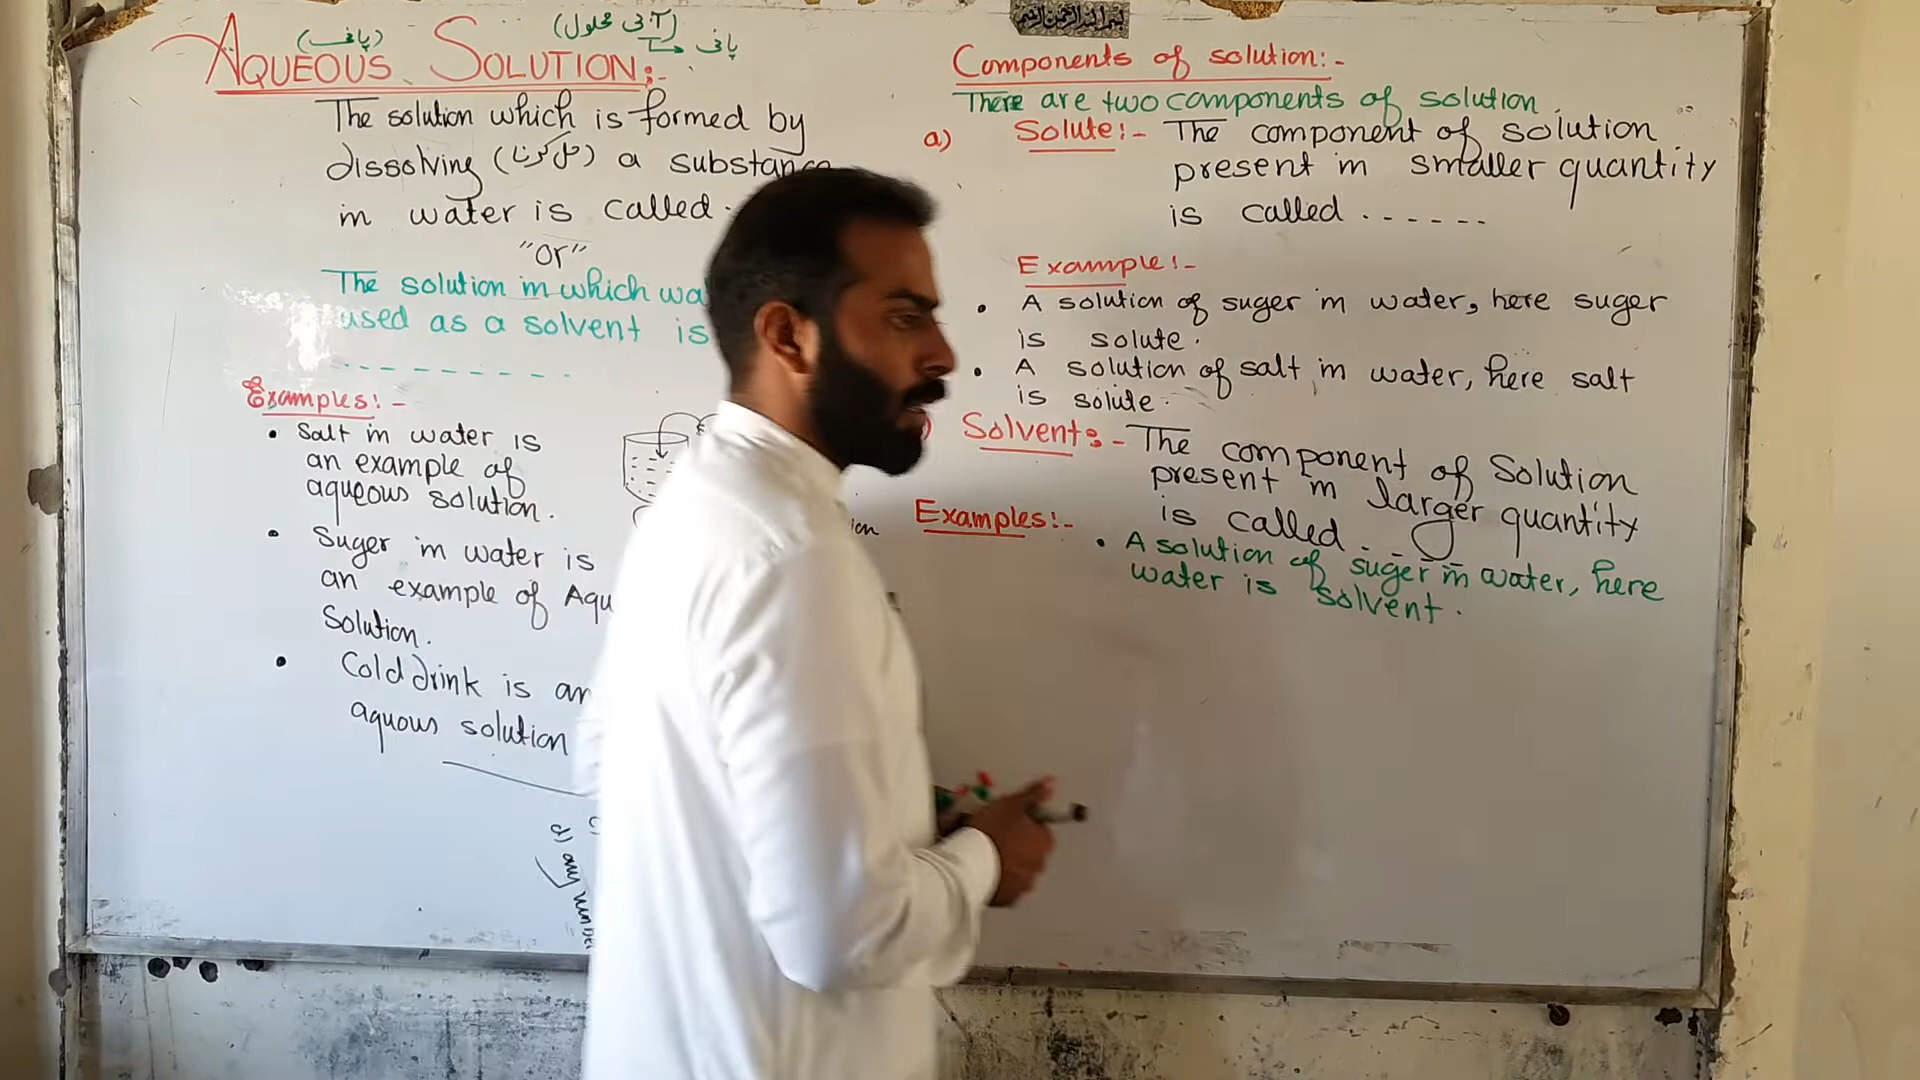 (آبی محلول)
(پانی)
پانی
AQUEOUS SOLUTION:-
The solution which is formed by
dissolving (حل کرنا) a substance
in water is called.
"or"
The solution in which wa
used as a solvent is
---------
Examples:-
• Salt in water is
an example of
aqueous solution.
• Suger in water is
an example of Aqu
Solution.
• Cold drink is an
aquous solution
d) any
Components of solution:-
There are two components of solution.
a) Solute:- The component of solution
present in smaller quantity
is called ------
Example:-
• A solution of suger in water, here suger
is solute.
• A solution of salt in water, here salt
is solute.
) Solvent:- The component of Solution
present in larger quantity
is called -----
Examples:-
• A solution of suger in water, here
water is solvent.